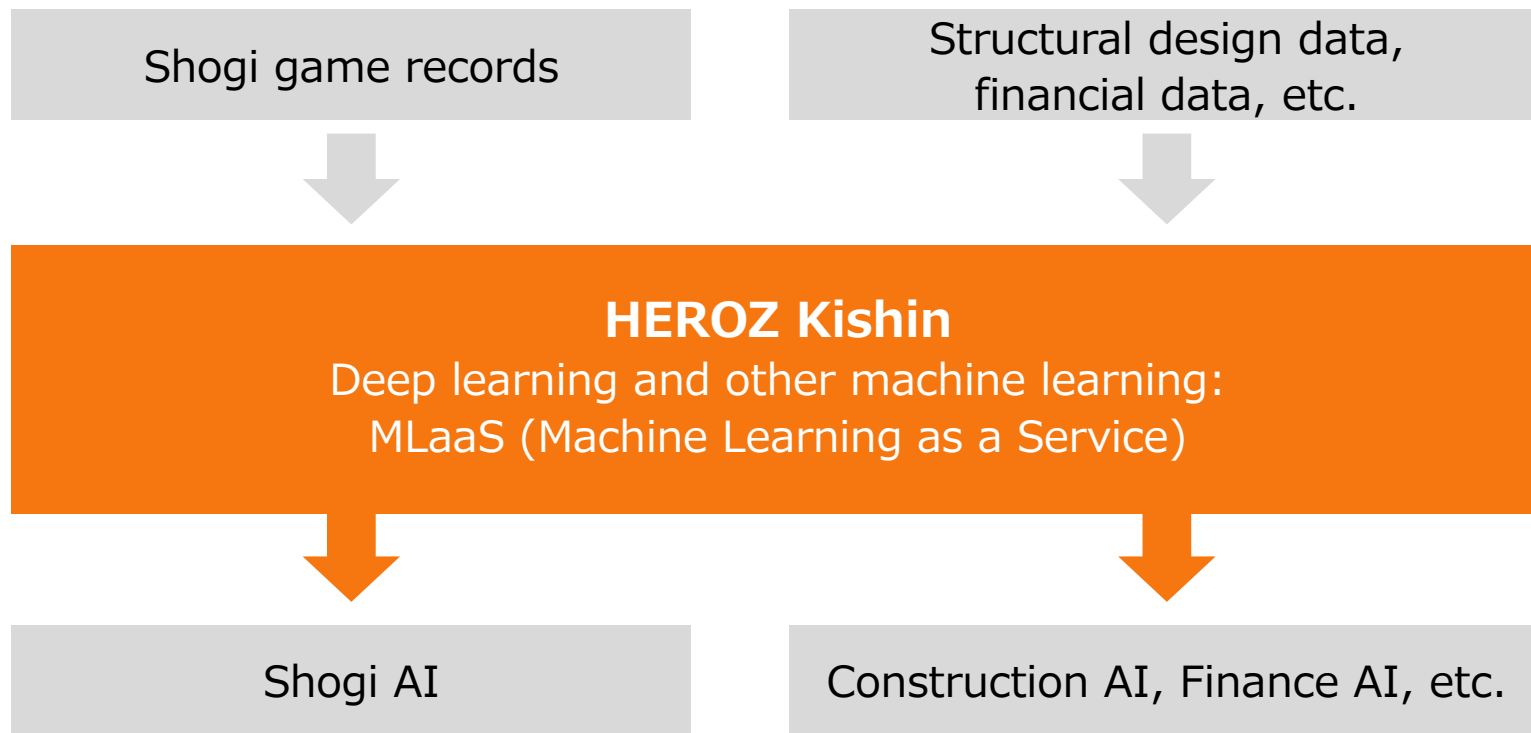 Shogi game records
Structural design data,
financial data, etc.
HEROZ Kishin
Deep learning and other machine learning:
MLaaS (Machine Learning as a Service)
Shogi AI
Construction AI, Finance AI, etc.